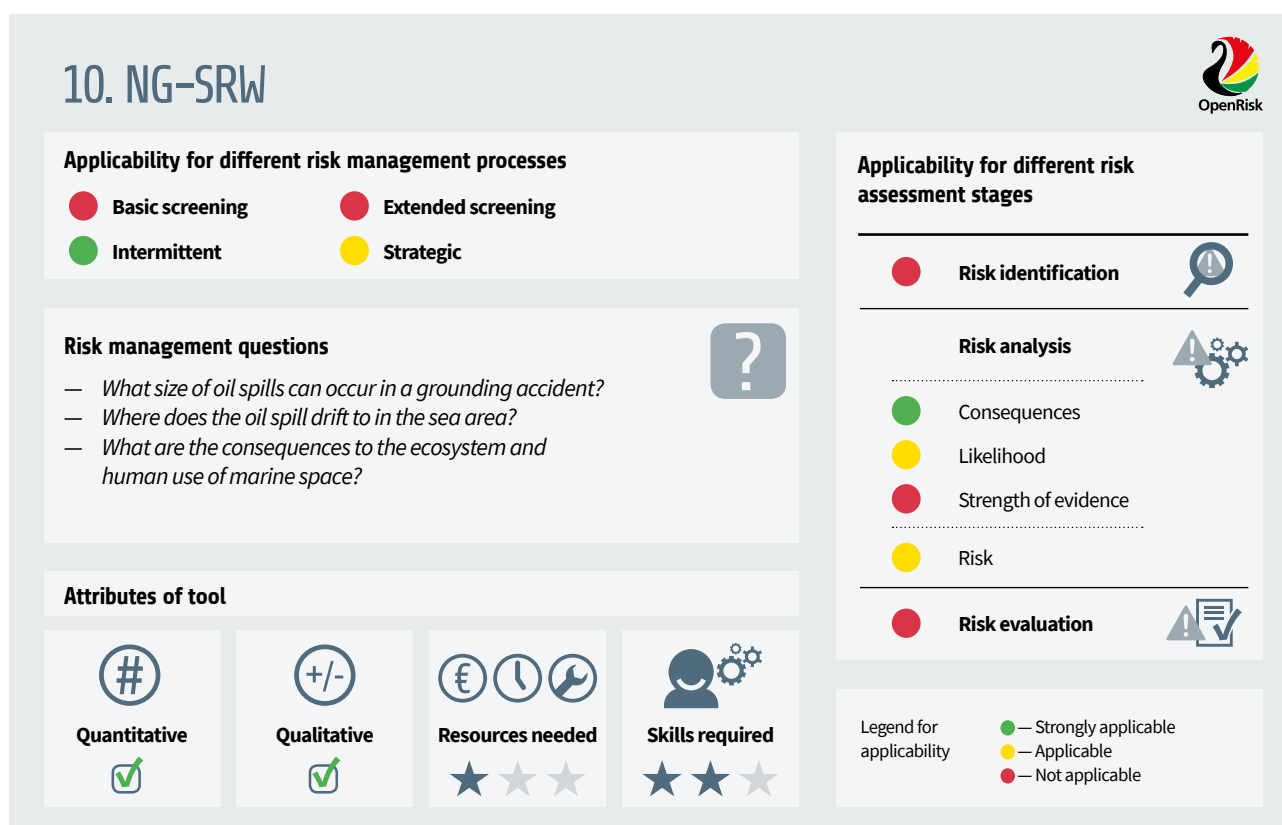 10. NG-SRW
OpenRisk
Applicability for different risk management processes
Basic screening
Extended screening
Intermittent
Strategic
Risk management questions
?
— What size of oil spills can occur in a grounding accident?
— Where does the oil spill drift to in the sea area?
— What are the consequences to the ecosystem and
human use of marine space?
Attributes of tool
#
Quantitative
+/-
Qualitative
€
Resources needed
Skills required
Applicability for different risk
assessment stages
Risk identification
Risk analysis
Consequences
Likelihood
Strength of evidence
Risk
Risk evaluation
Legend for
applicability
— Strongly applicable
— Applicable
— Not applicable